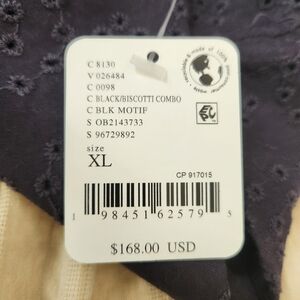 C 8130
V 026484
C 0098
C BLACK/BISCOTTI COMBO
C BLK MOTIF
S OB2143733
S 96729892
size
XL
CP 917015
1 98451 62579 5
$168.00 USD